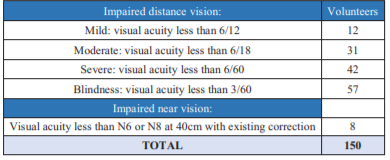 Impaired distance vision: Volunteers
Mild: visual acuity less than 6/12 12
Moderate: visual acuity less than 6/18 31
Severe: visual acuity less than 6/60 42
Blindness: visual acuity less than 3/60 57
Impaired near vision:
Visual acuity less than N6 or N8 at 40cm with existing correction 8
TOTAL 150